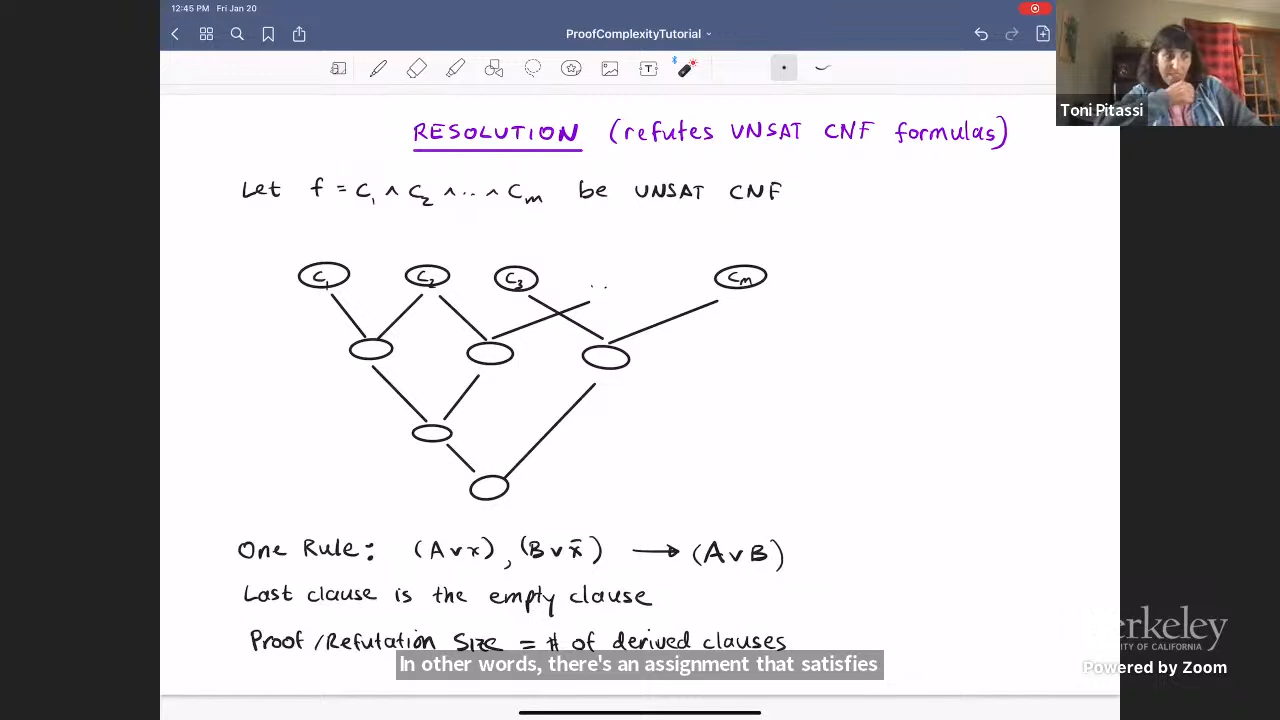 12:45 PM Fri Jan 20
ProofComplexityTutorial
T
Toni Pitassi
RESOLUTION (refutes UNSAT CNF formulas)
Let f = C₁ ∧ C₂ ∧ ·· ∧ Cm be UNSAT CNF
C₁ C₂ C₃ ·· Cm
One Rule: (A ∨ x), (B ∨ x̄) → (A ∨ B)
Last clause is the empty clause
Proof/Refutation Size = # of derived clauses
In other words, there's an assignment that satisfies
Berkeley
UNIVERSITY OF CALIFORNIA
Powered by Zoom